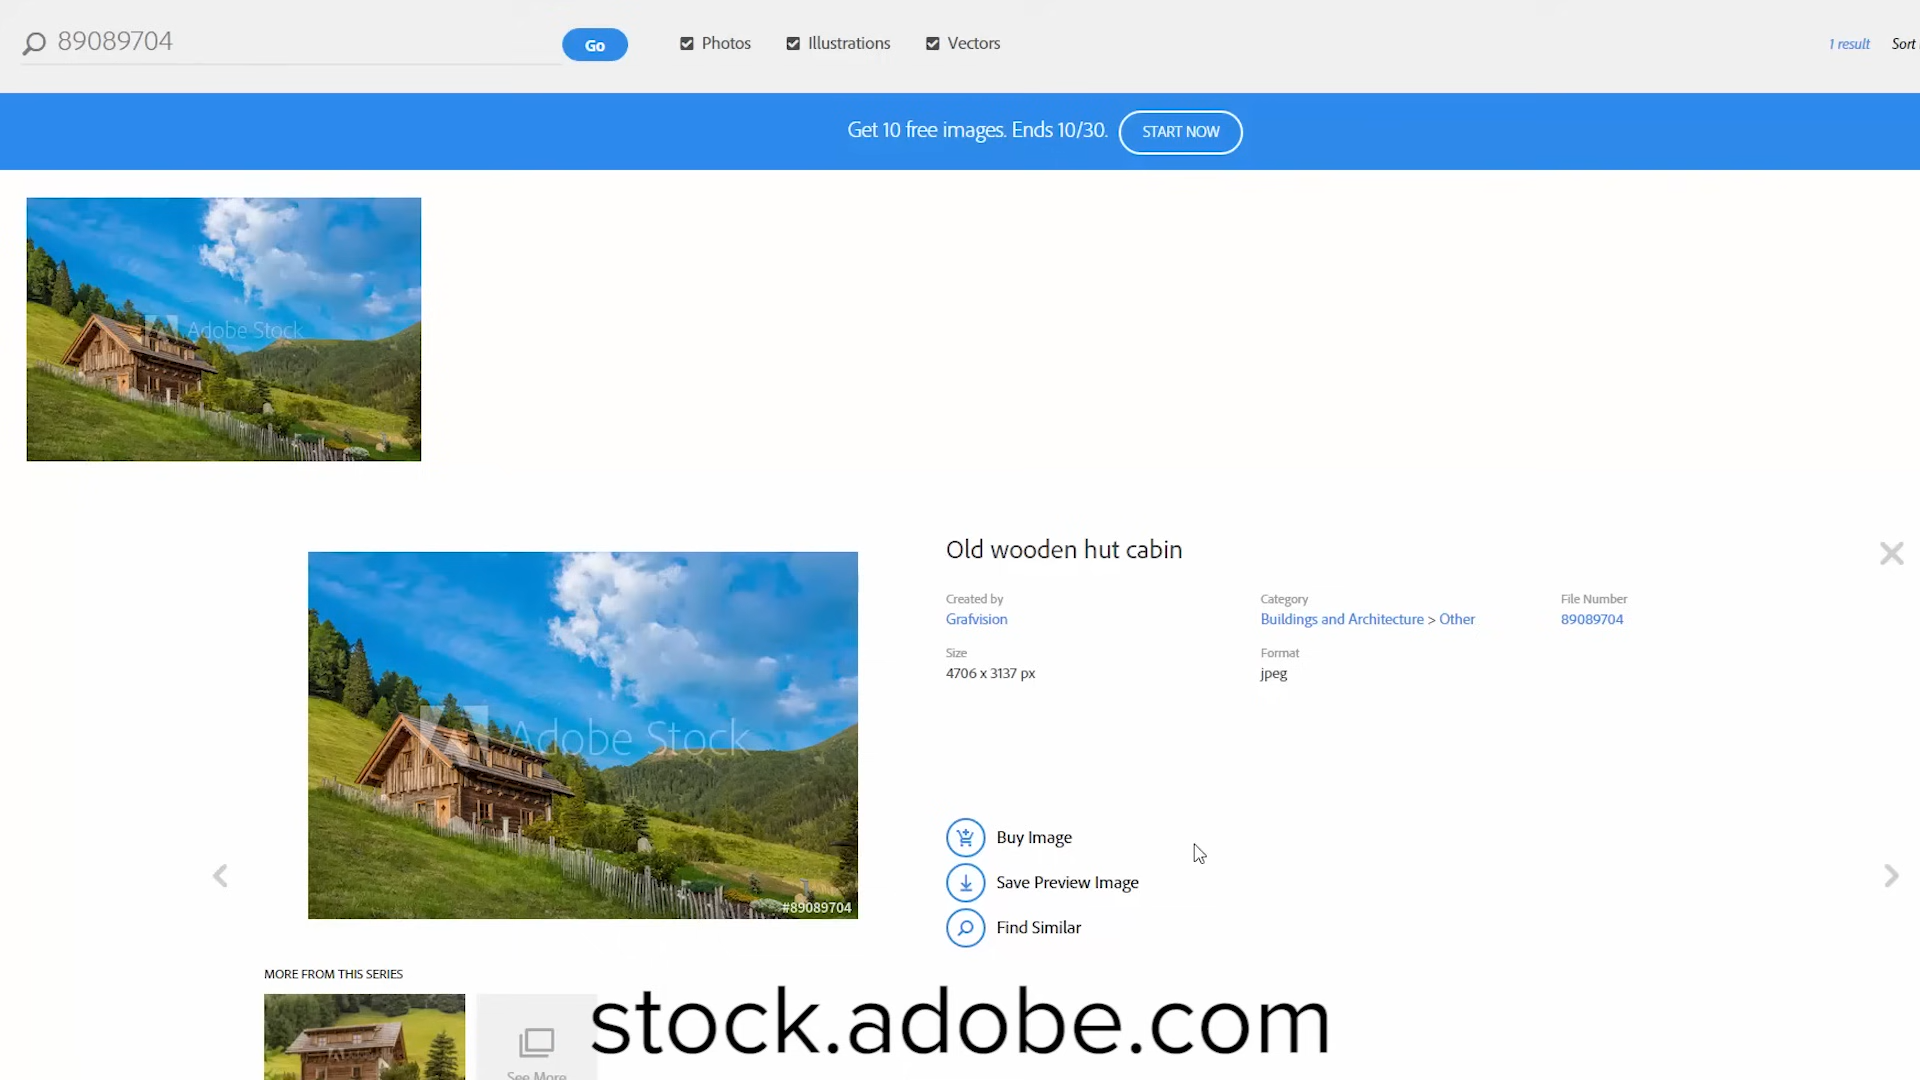 89089704
Go
Photos
Illustrations
Vectors
1 result
Sort
Get 10 free images. Ends 10/30.
START NOW
Adobe Stock
Old wooden hut cabin
Created by
Grafvision
Category
Buildings and Architecture > Other
File Number
89089704
Size
4706 x 3137 px
Format
jpeg
Adobe Stock
Buy Image
Save Preview Image
Find Similar
#89089704
MORE FROM THIS SERIES
See More
stock.adobe.com